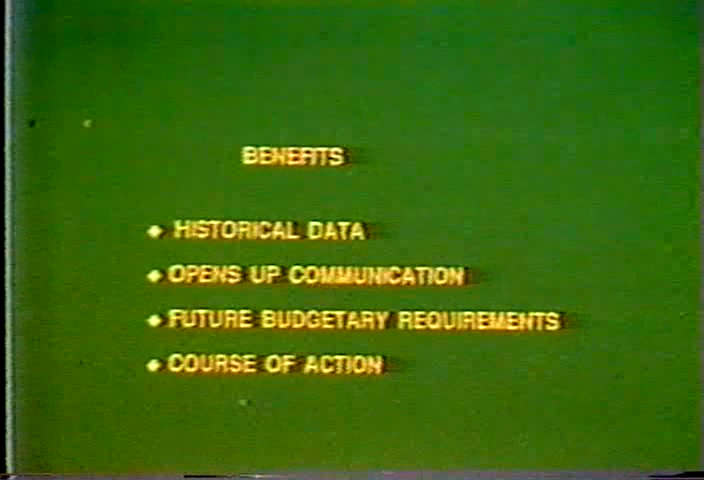 BENEFITS
◆ HISTORICAL DATA
◆ OPENS UP COMMUNICATION
◆ FUTURE BUDGETARY REQUIREMENTS
◆ COURSE OF ACTION